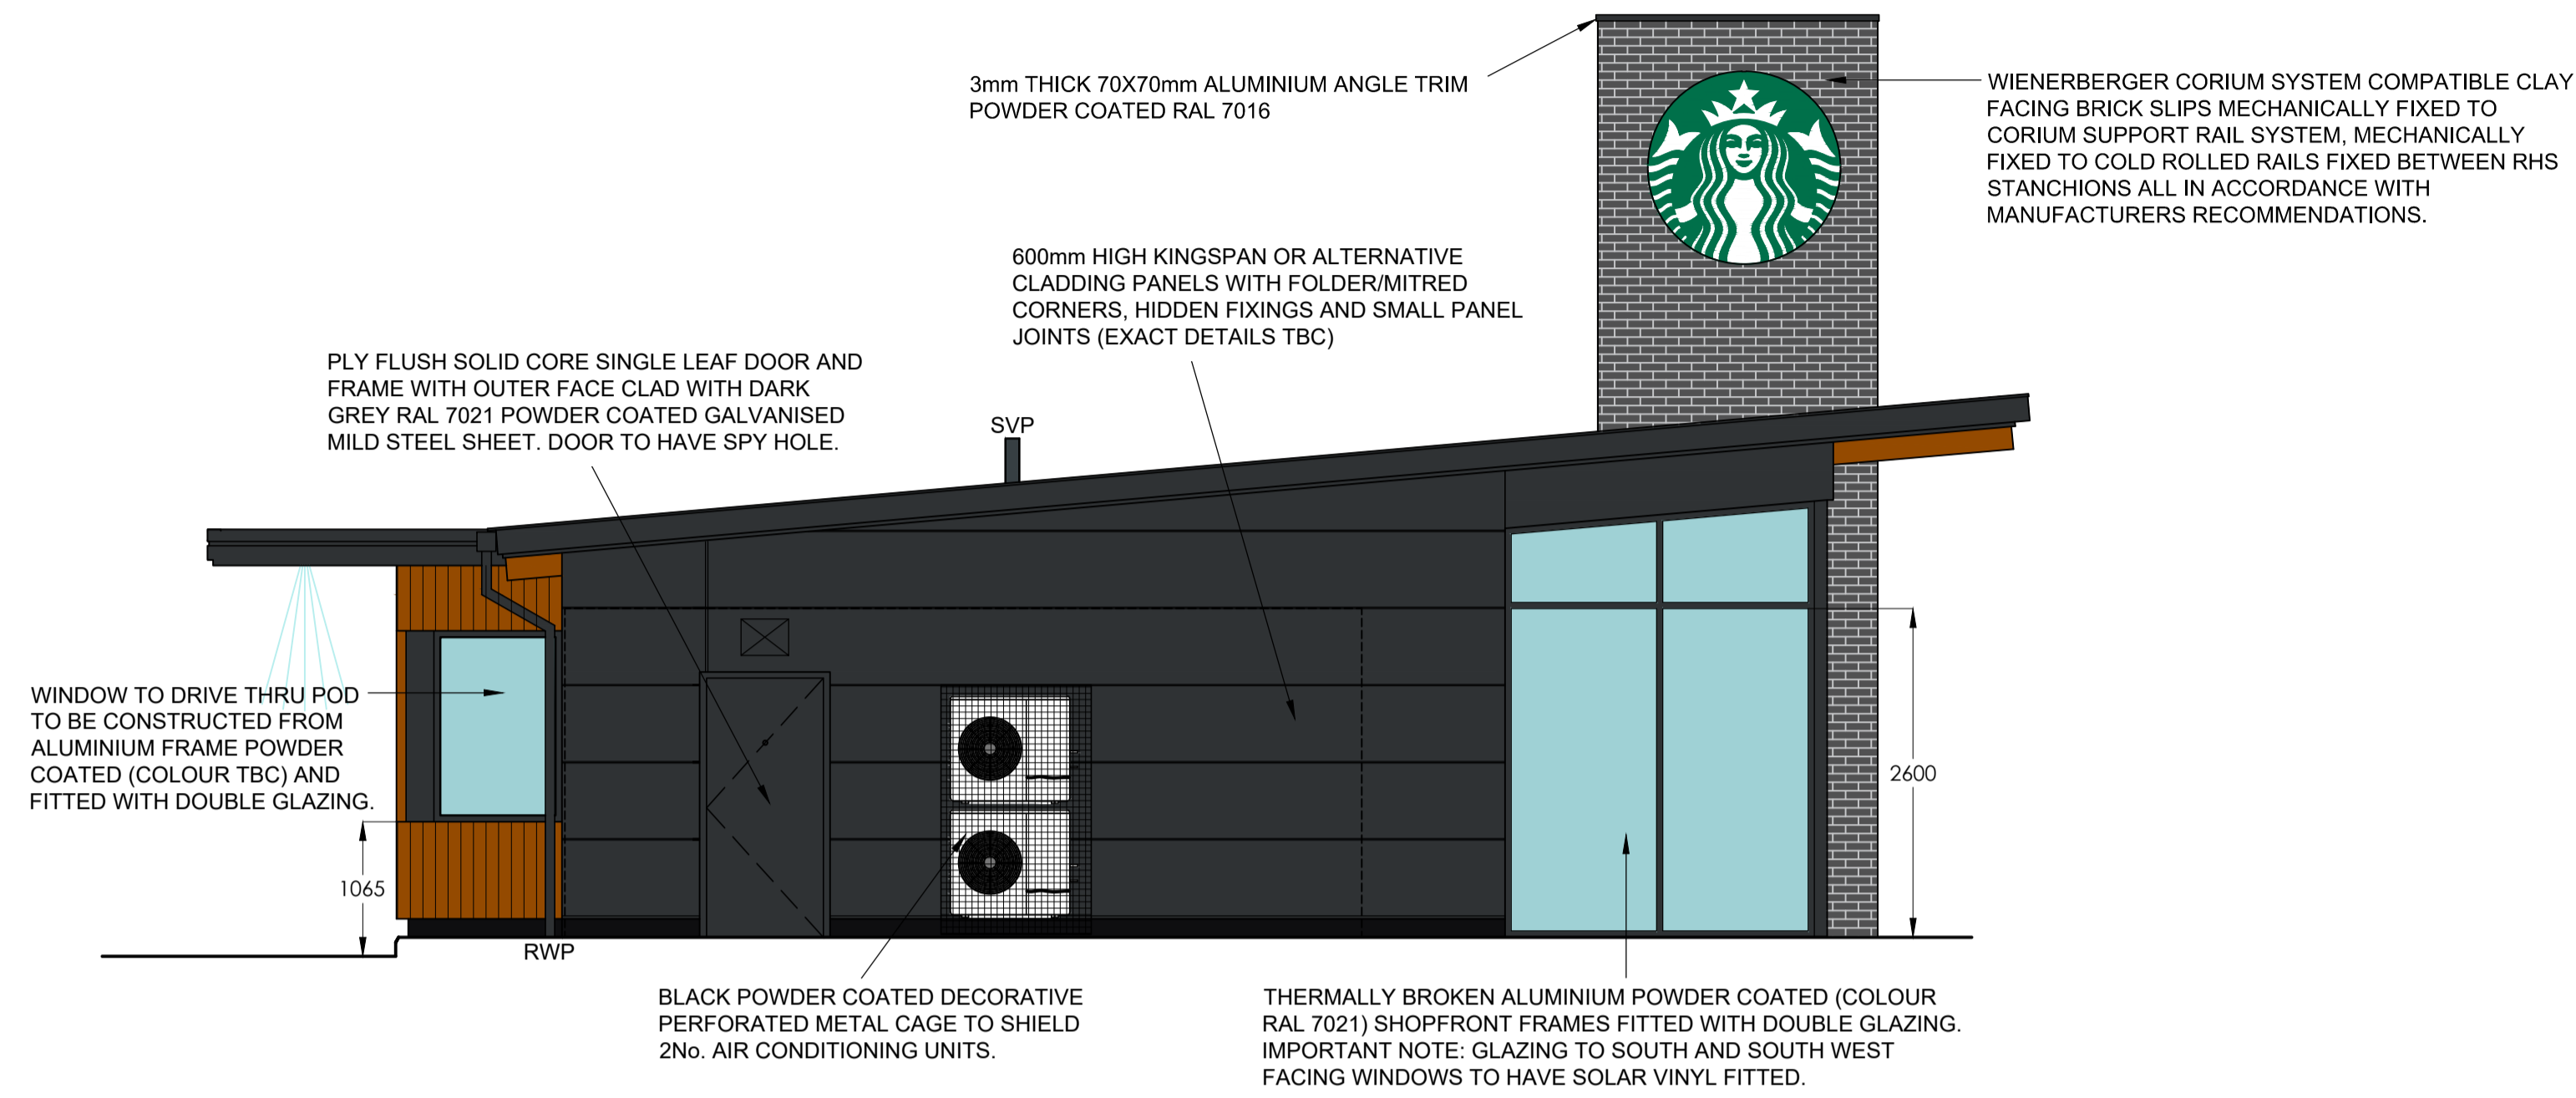 3mm THICK 70X70mm ALUMINIUM ANGLE TRIM
POWDER COATED RAL 7016
WIENERBERGER CORIUM SYSTEM COMPATIBLE CLAY
FACING BRICK SLIPS MECHANICALLY FIXED TO
CORIUM SUPPORT RAIL SYSTEM, MECHANICALLY
FIXED TO COLD ROLLED RAILS FIXED BETWEEN RHS
STANCHIONS ALL IN ACCORDANCE WITH
MANUFACTURERS RECOMMENDATIONS.
600mm HIGH KINGSPAN OR ALTERNATIVE
CLADDING PANELS WITH FOLDER/MITRED
CORNERS, HIDDEN FIXINGS AND SMALL PANEL
JOINTS (EXACT DETAILS TBC)
PLY FLUSH SOLID CORE SINGLE LEAF DOOR AND
FRAME WITH OUTER FACE CLAD WITH DARK
GREY RAL 7021 POWDER COATED GALVANISED
MILD STEEL SHEET. DOOR TO HAVE SPY HOLE.
SVP
WINDOW TO DRIVE THRU POD
TO BE CONSTRUCTED FROM
ALUMINIUM FRAME POWDER
COATED (COLOUR TBC) AND
FITTED WITH DOUBLE GLAZING.
2600
1065
RWP
BLACK POWDER COATED DECORATIVE
PERFORATED METAL CAGE TO SHIELD
2No. AIR CONDITIONING UNITS.
THERMALLY BROKEN ALUMINIUM POWDER COATED (COLOUR
RAL 7021) SHOPFRONT FRAMES FITTED WITH DOUBLE GLAZING.
IMPORTANT NOTE: GLAZING TO SOUTH AND SOUTH WEST
FACING WINDOWS TO HAVE SOLAR VINYL FITTED.